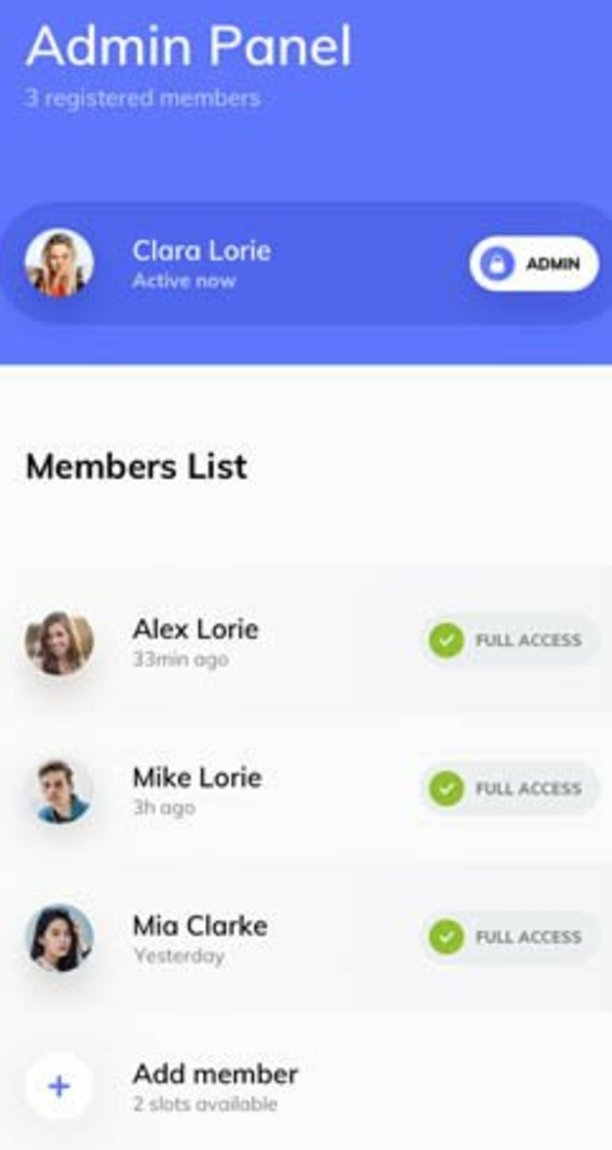 Admin Panel
3 registered members
Clara Lorie
ADMIN
Active now
Members List
Alex Lorie
33min ago
FULL ACCESS
Mike Lorie
3h ago
FULL ACCESS
Mia Clarke
Yesterday
FULL ACCESS
Add member
2 slots available